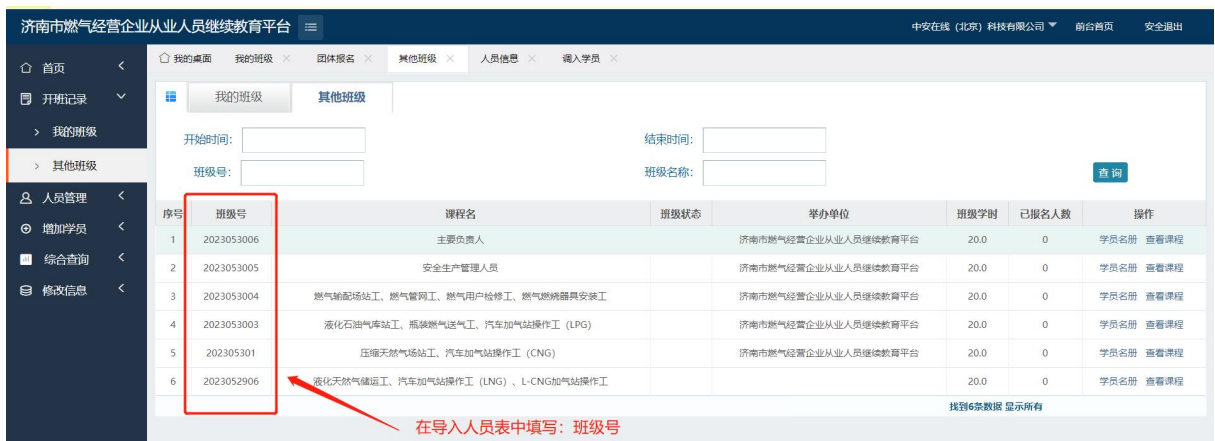 济南市燃气经营企业从业人员继续教育平台
中安在线（北京）科技有限公司 前台首页 安全退出
首页
开班记录
我的班级
其他班级
人员管理
增加学员
综合查询
修改信息
我的桌面 我的班级 团体报名 其他班级 人员信息 调入学员
我的班级 其他班级
开始时间： 结束时间：
班级号： 班级名称： 查询
序号 班级号 课程名 班级状态 举办单位 班级学时 已报名人数 操作
1 2023053006 主要负责人 济南市燃气经营企业从业人员继续教育平台 20.0 0 学员名册 查看课程
2 2023053005 安全生产管理人员 济南市燃气经营企业从业人员继续教育平台 20.0 0 学员名册 查看课程
3 2023053004 燃气输配场站工、燃气管网工、燃气用户检修工、燃气燃烧器具安装工 济南市燃气经营企业从业人员继续教育平台 20.0 0 学员名册 查看课程
4 2023053003 液化石油气库站工、瓶装燃气送气工、汽车加气站操作工（LPG） 济南市燃气经营企业从业人员继续教育平台 20.0 0 学员名册 查看课程
5 202305301 压缩天然气场站工、汽车加气站操作工（CNG） 济南市燃气经营企业从业人员继续教育平台 20.0 0 学员名册 查看课程
6 2023052906 液化天然气储运工、汽车加气站操作工（LNG）、L-CNG加气站操作工 20.0 0 学员名册 查看课程
找到6条数据 显示所有
在导入人员表中填写：班级号